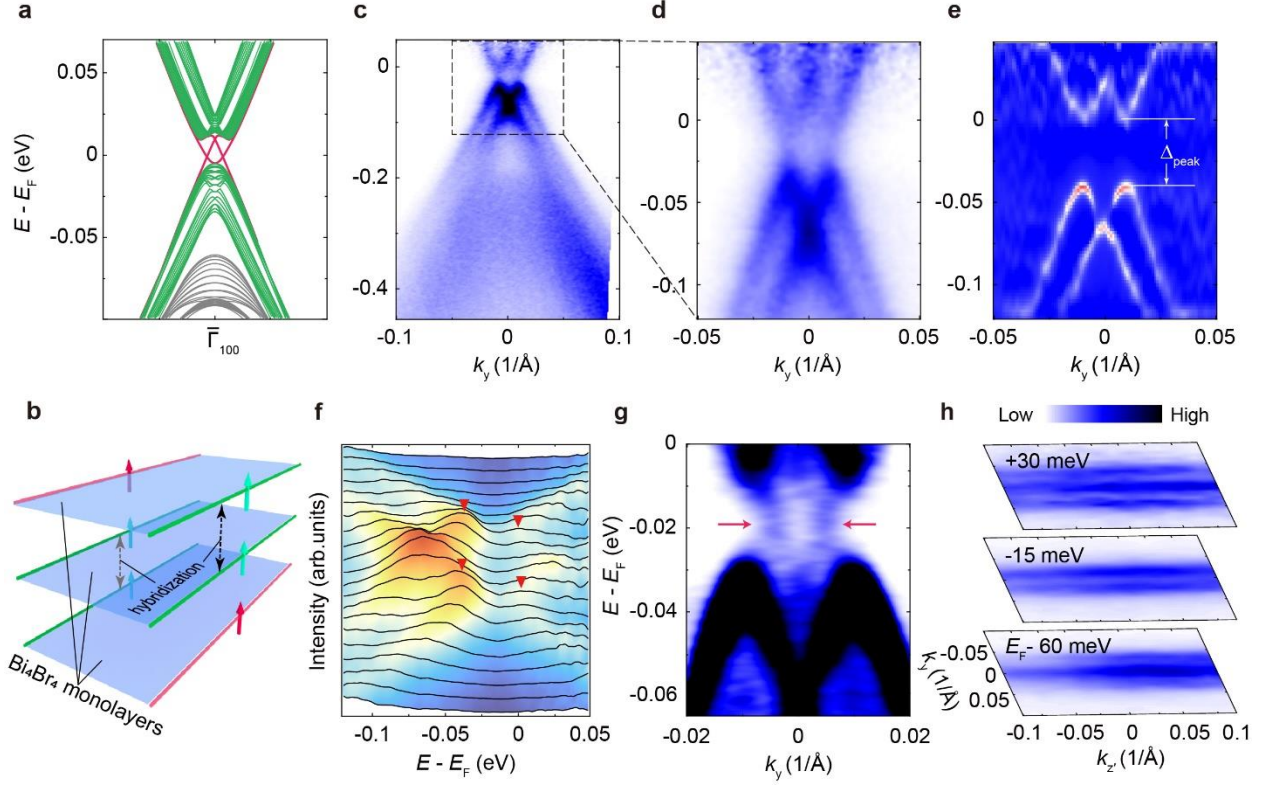 a
0.05
0
-0.05
E - E_F (eV)
Γ̅₁₀₀
c
0
-0.2
-0.4
-0.1
0
0.1
k_y (1/Å)
d
0
-0.05
-0.1
-0.05
0
0.05
k_y (1/Å)
e
0
-0.05
-0.1
Δ_peak
-0.05
0
0.05
k_y (1/Å)
b
hybridization
Bi₄Br₄ monolayers
f
Intensity (arb.units)
-0.1
-0.05
0.00
0.05
E - E_F (eV)
g
E - E_F (eV)
0
-0.02
-0.04
-0.06
-0.02
0
0.02
k_y (1/Å)
h
Low
High
+30 meV
-15 meV
E_F - 60 meV
k_y (1/Å)
-0.05
0
0.05
-0.1
-0.05
0
0.05
0.1
k_z' (1/Å)